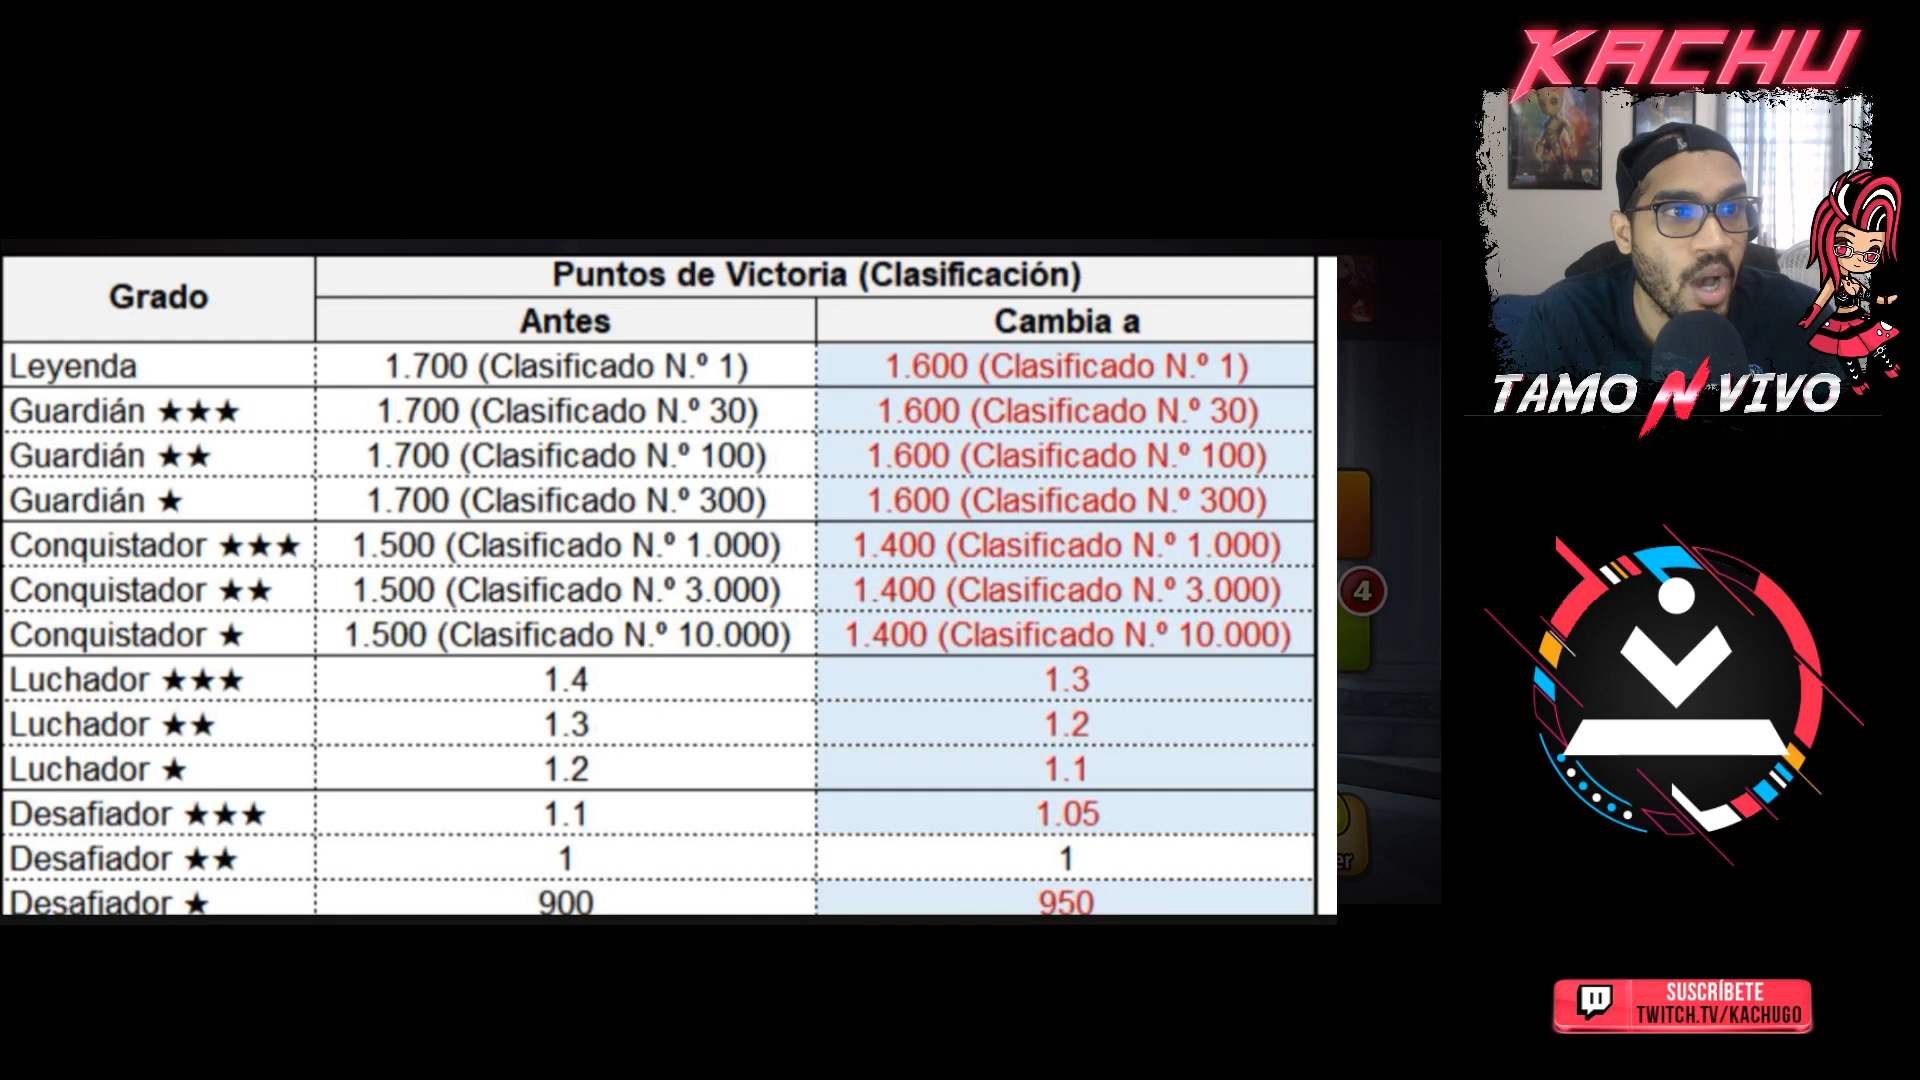 KACHU
Grado Puntos de Victoria (Clasificación)
Antes Cambia a
Leyenda 1.700 (Clasificado N.º 1) 1.600 (Clasificado N.º 1)
Guardián ★★★ 1.700 (Clasificado N.º 30) 1.600 (Clasificado N.º 30)
Guardián ★★ 1.700 (Clasificado N.º 100) 1.600 (Clasificado N.º 100)
Guardián ★ 1.700 (Clasificado N.º 300) 1.600 (Clasificado N.º 300)
Conquistador ★★★ 1.500 (Clasificado N.º 1.000) 1.400 (Clasificado N.º 1.000)
Conquistador ★★ 1.500 (Clasificado N.º 3.000) 1.400 (Clasificado N.º 3.000)
Conquistador ★ 1.500 (Clasificado N.º 10.000) 1.400 (Clasificado N.º 10.000)
Luchador ★★★ 1.4 1.3
Luchador ★★ 1.3 1.2
Luchador ★ 1.2 1.1
Desafiador ★★★ 1.1 1.05
Desafiador ★★ 1 1
Desafiador ★ 900 950
4
er
TAMO N VIVO
SUSCRÍBETE
TWITCH.TV/KACHUGO